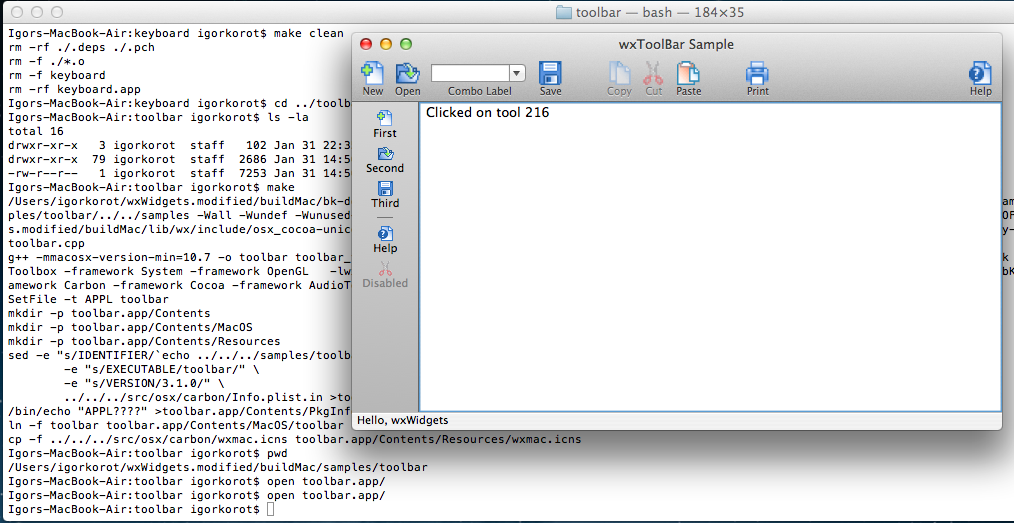 toolbar — bash — 184×35
Igors-MacBook-Air:keyboard igorkorot$ make clean
rm -rf ./.deps ./.pch
rm -f ./*.o
rm -f keyboard
rm -rf keyboard.app
Igors-MacBook-Air:keyboard igorkorot$ cd ../toolb
Igors-MacBook-Air:toolbar igorkorot$ ls -la
total 16
drwxr-xr-x   3 igorkorot  staff   102 Jan 31 22:3
drwxr-xr-x  79 igorkorot  staff  2686 Jan 31 14:5
-rw-r--r--   1 igorkorot  staff  7253 Jan 31 14:5
Igors-MacBook-Air:toolbar igorkorot$ make
/Users/igorkorot/wxWidgets.modified/buildMac/bk-d
ples/toolbar/../../samples -Wall -Wundef -Wunused
s.modified/buildMac/lib/wx/include/osx_cocoa-unic
toolbar.cpp
g++ -mmacosx-version-min=10.7 -o toolbar toolbar_
Toolbox -framework System -framework OpenGL   -lw
amework Carbon -framework Cocoa -framework AudioT
SetFile -t APPL toolbar
mkdir -p toolbar.app/Contents
mkdir -p toolbar.app/Contents/MacOS
mkdir -p toolbar.app/Contents/Resources
sed -e "s/IDENTIFIER/`echo ../../../samples/toolba
-e "s/EXECUTABLE/toolbar/" \
-e "s/VERSION/3.1.0/" \
../../../src/osx/carbon/Info.plist.in >too
/bin/echo "APPL????" >toolbar.app/Contents/PkgInf
ln -f toolbar toolbar.app/Contents/MacOS/toolbar
cp -f ../../../src/osx/carbon/wxmac.icns toolbar.app/Contents/Resources/wxmac.icns
Igors-MacBook-Air:toolbar igorkorot$ pwd
/Users/igorkorot/wxWidgets.modified/buildMac/samples/toolbar
Igors-MacBook-Air:toolbar igorkorot$ open toolbar.app/
Igors-MacBook-Air:toolbar igorkorot$ open toolbar.app/
Igors-MacBook-Air:toolbar igorkorot$
wxToolBar Sample
New Open Combo Label Save Copy Cut Paste Print Help
First
Second
Third
Help
Disabled
Clicked on tool 216
Hello, wxWidgets